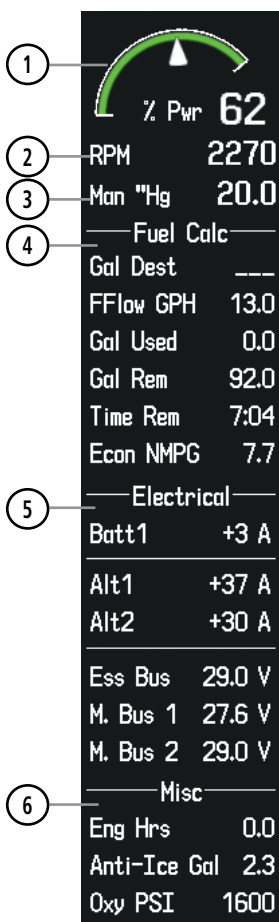 1
% Pwr 62
2 RPM 2270
3 Man "Hg 20.0
4 Fuel Calc
Gal Dest ___
FFlow GPH 13.0
Gal Used 0.0
Gal Rem 92.0
Time Rem 7:04
Econ NMPG 7.7
5 Electrical
Batt1 +3 A
Alt1 +37 A
Alt2 +30 A
Ess Bus 29.0 V
M. Bus 1 27.6 V
M. Bus 2 29.0 V
6 Misc
Eng Hrs 0.0
Anti-Ice Gal 2.3
Oxy PSI 1600